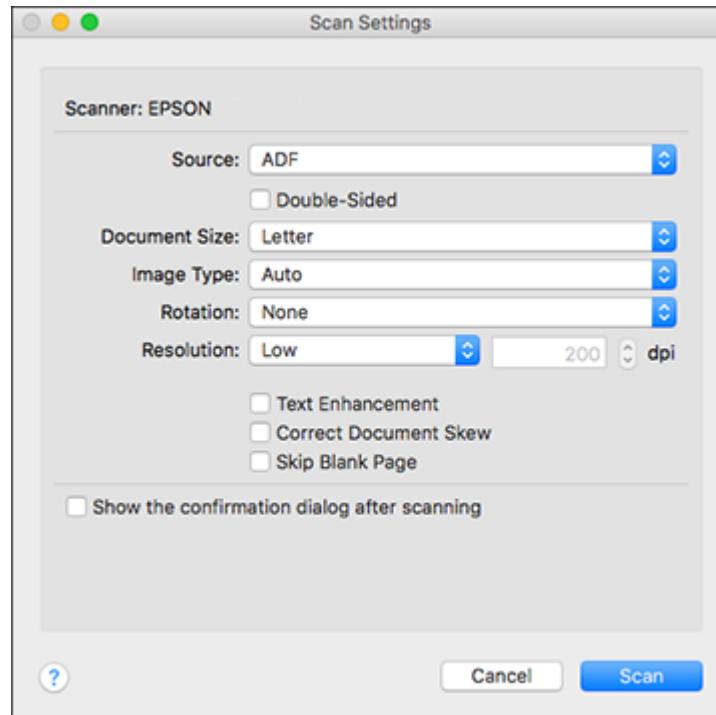 Scan Settings
Scanner: EPSON
Source: ADF
Double-Sided
Document Size: Letter
Image Type: Auto
Rotation: None
Resolution: Low 200 dpi
Text Enhancement
Correct Document Skew
Skip Blank Page
Show the confirmation dialog after scanning
? Cancel Scan